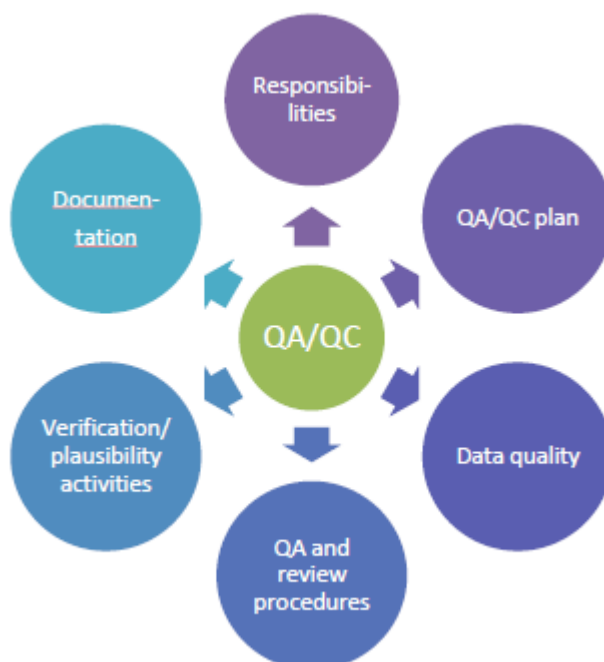 Responsibi-
lities
Documen-
tation
QA/QC plan
QA/QC
Verification/
plausibility
activities
Data quality
QA and
review
procedures